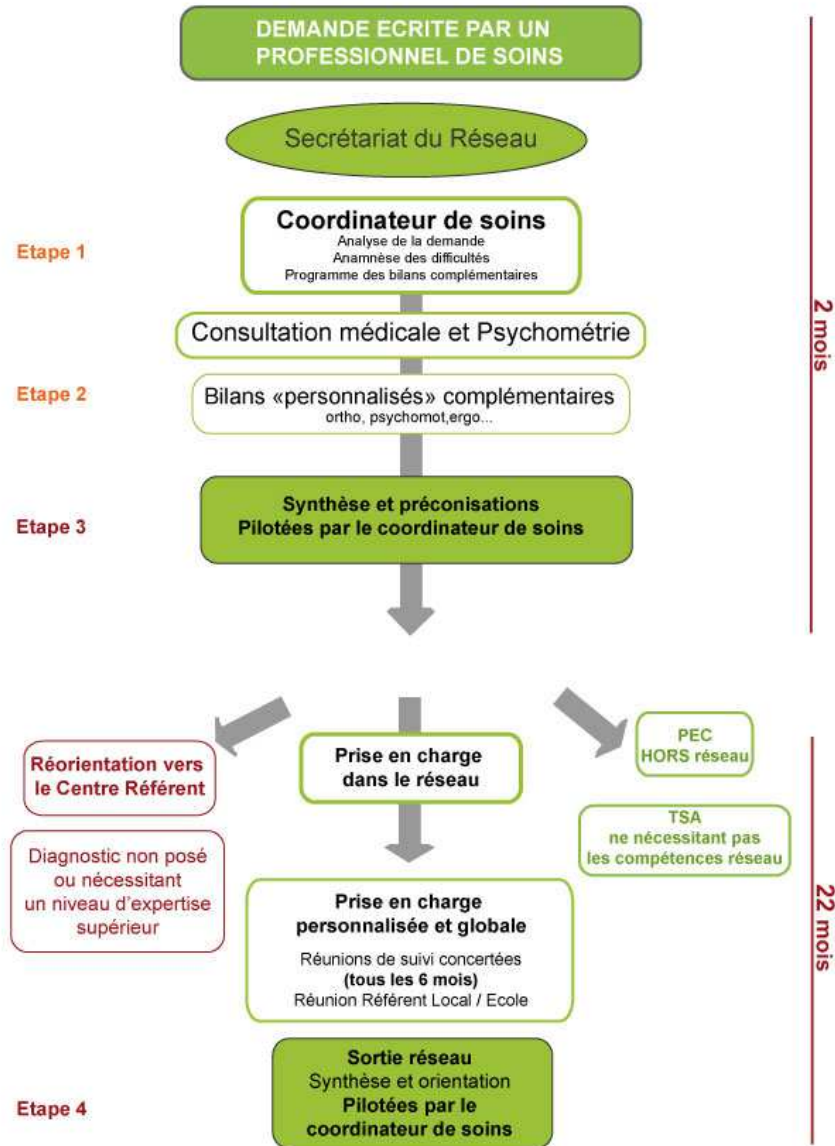 DEMANDE ECRITE PAR UN
PROFESSIONNEL DE SOINS
Secrétariat du Réseau
Etape 1
Coordinateur de soins
Analyse de la demande
Anamnèse des difficultés
Programme des bilans complémentaires
Consultation médicale et Psychométrie
2 mois
Etape 2
Bilans «personnalisés» complémentaires
ortho, psychomot,ergo...
Etape 3
Synthèse et préconisations
Pilotées par le coordinateur de soins
Réorientation vers
le Centre Référent
Diagnostic non posé
ou nécessitant
un niveau d'expertise
supérieur
Prise en charge
dans le réseau
PEC
HORS réseau
TSA
ne nécessitant pas
les compétences réseau
Prise en charge
personnalisée et globale
Réunions de suivi concertées
(tous les 6 mois)
Réunion Référent Local / Ecole
22 mois
Etape 4
Sortie réseau
Synthèse et orientation
Pilotées par le
coordinateur de soins